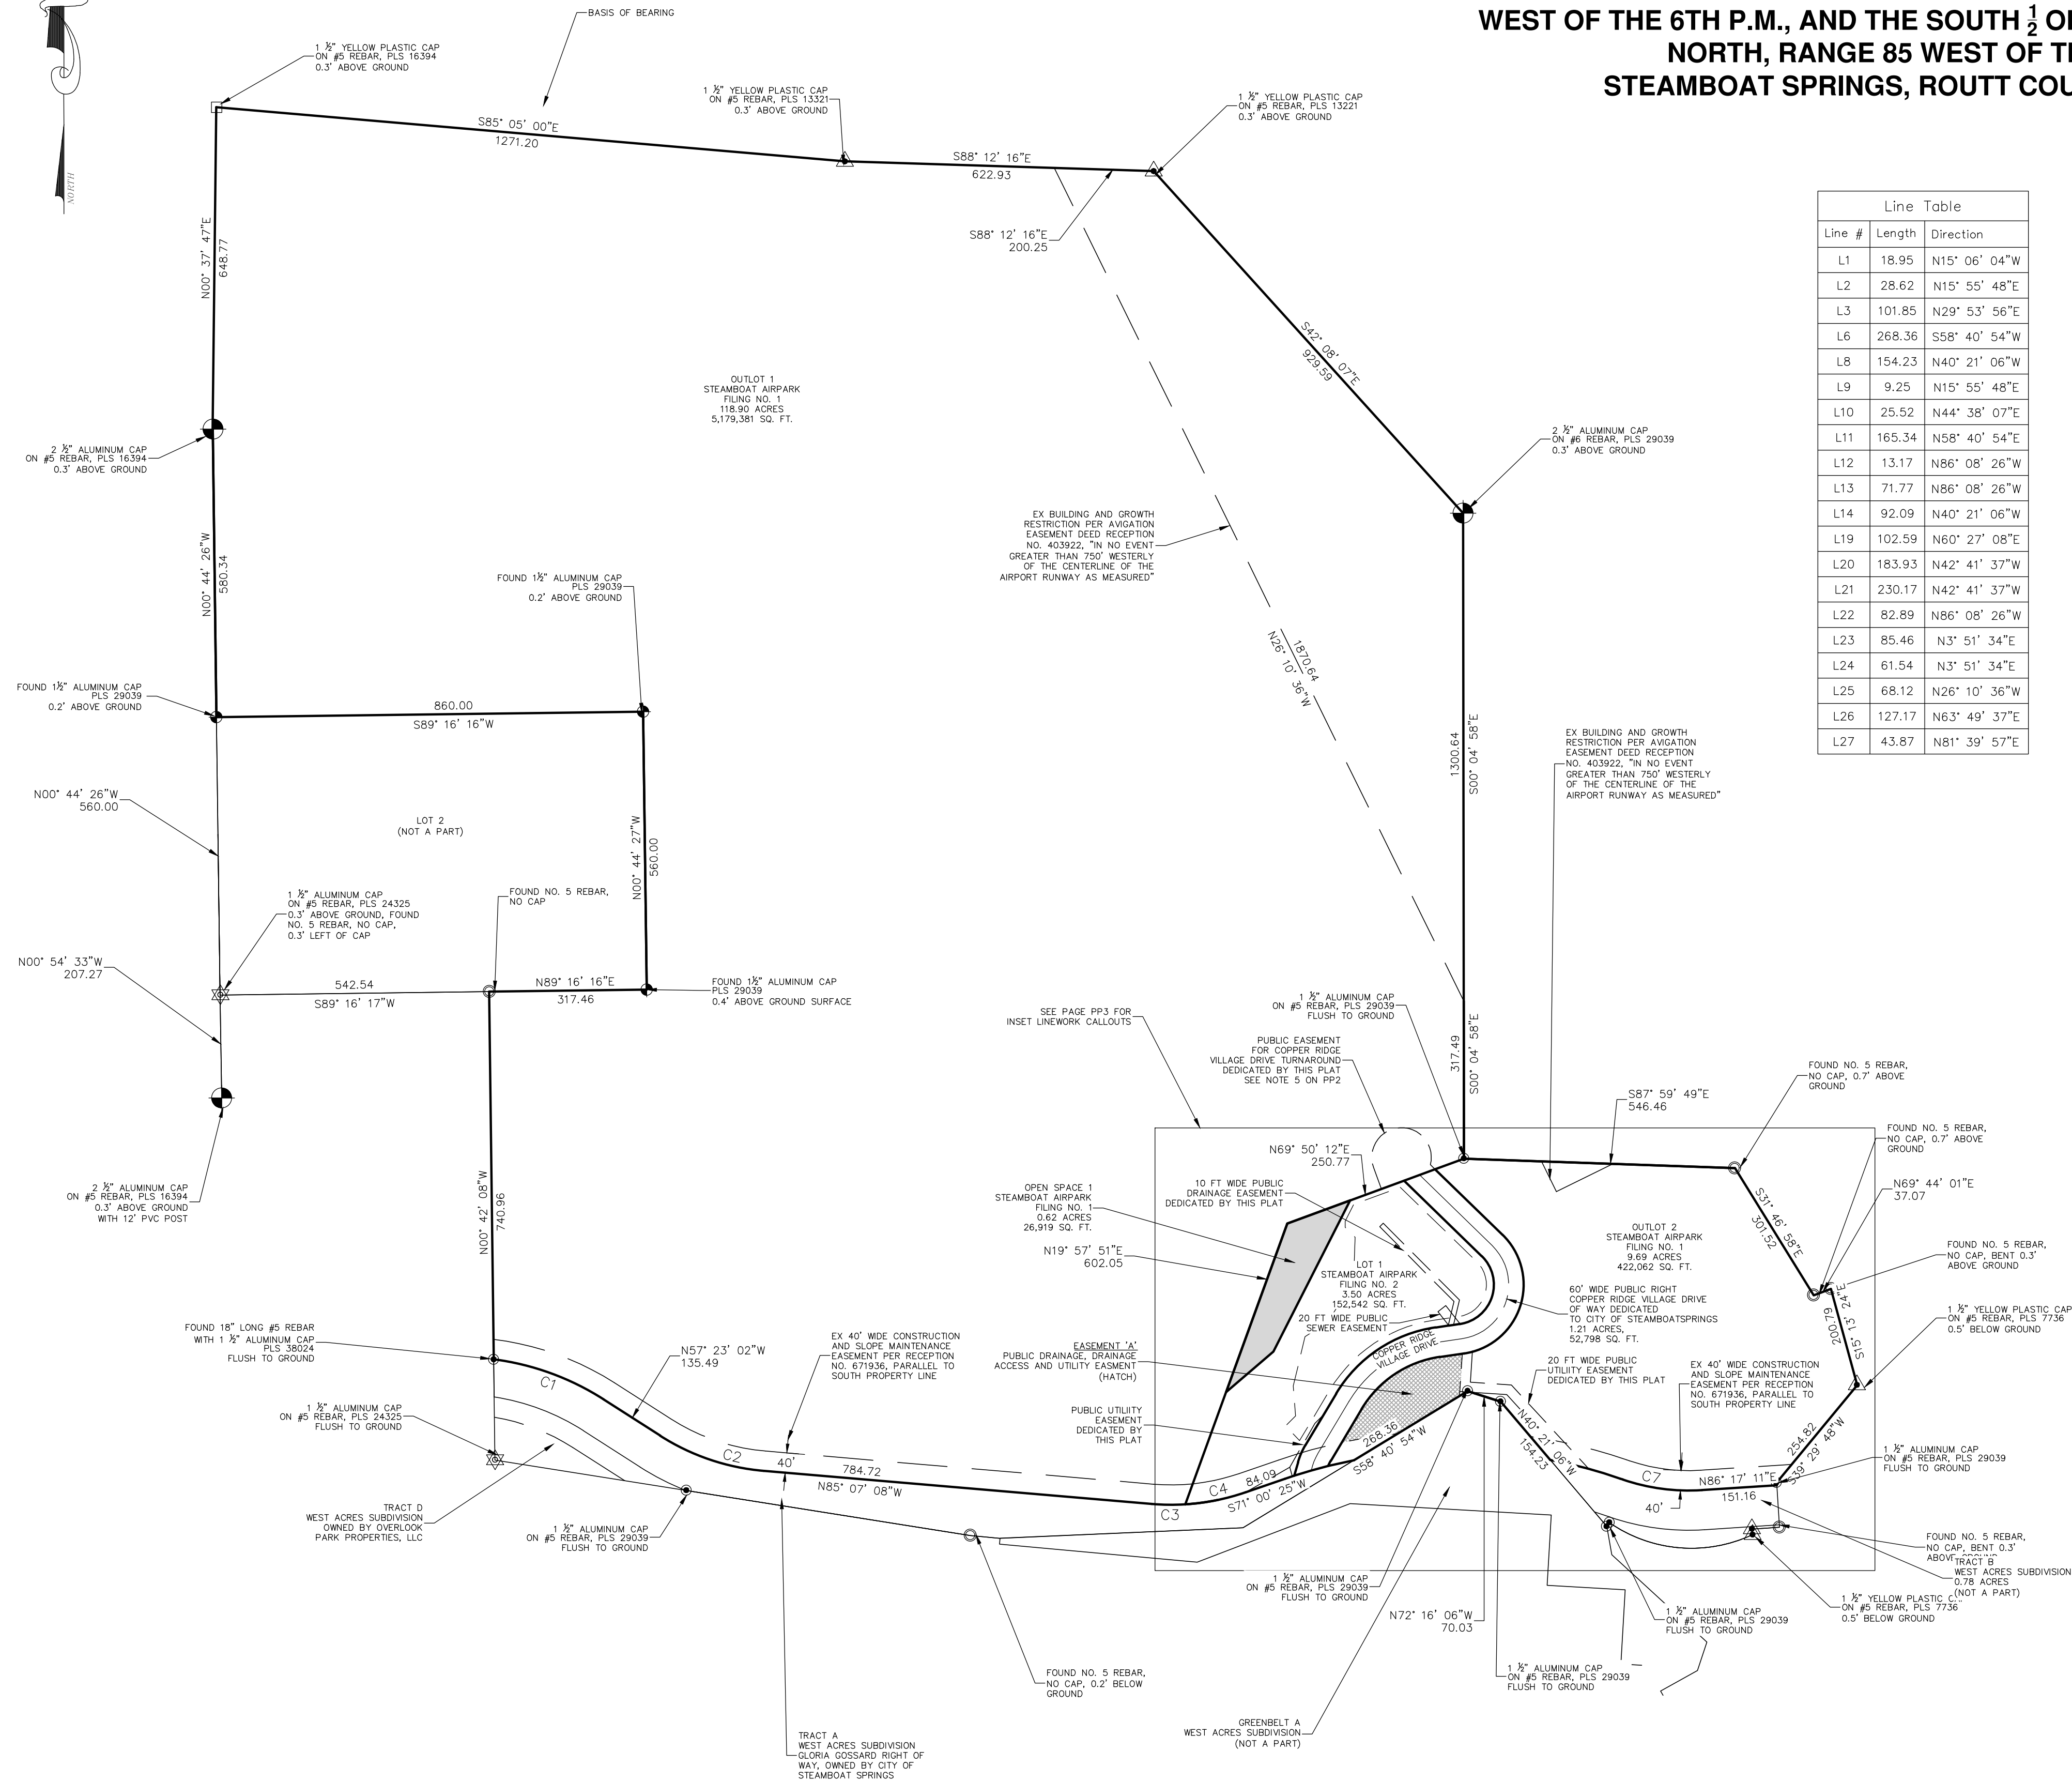 WEST OF THE 6TH P.M., AND THE SOUTH ½
NORTH, RANGE 85 WEST OF
STEAMBOAT SPRINGS, ROUTT
NORTH
BASIS OF BEARING
1 ½" YELLOW PLASTIC CAP
ON #5 REBAR, PLS 16394
0.3' ABOVE GROUND
S85° 05' 00"E
1271.20
1 ½" YELLOW PLASTIC CAP
ON #5 REBAR, PLS 13321
0.3' ABOVE GROUND
S88° 12' 16"E
622.93
1 ½" YELLOW PLASTIC CAP
ON #5 REBAR, PLS 13221
0.3' ABOVE GROUND
S88° 12' 16"E
200.25
N00° 37' 47"E
648.77
S42° 08' 07"E
929.59
Line Table
Line # Length Direction
L1 18.95 N15° 06' 04"W
L2 28.62 N15° 55' 48"E
L3 101.85 N29° 53' 56"E
L6 268.36 S58° 40' 54"W
L8 154.23 N40° 21' 06"W
L9 9.25 N15° 55' 48"E
L10 25.52 N44° 38' 07"E
L11 165.34 N58° 40' 54"E
L12 13.17 N86° 08' 26"W
L13 71.77 N86° 08' 26"W
L14 92.09 N40° 21' 06"W
L19 102.59 N60° 27' 08"E
L20 183.93 N42° 41' 37"W
L21 230.17 N42° 41' 37"W
L22 82.89 N86° 08' 26"W
L23 85.46 N3° 51' 34"E
L24 61.54 N3° 51' 34"E
L25 68.12 N26° 10' 36"W
L26 127.17 N63° 49' 37"E
L27 43.87 N81° 39' 57"E
OUTLOT 1
STEAMBOAT AIRPARK
FILING NO. 1
118.90 ACRES
5,179,381 SQ. FT.
2 ½" ALUMINUM CAP
ON #5 REBAR, PLS 16394
0.3' ABOVE GROUND
2 ½" ALUMINUM CAP
ON #6 REBAR, PLS 29039
0.3' ABOVE GROUND
EX BUILDING AND GROWTH
RESTRICTION PER AVIGATION
EASEMENT DEED RECEPTION
NO. 403922, "IN NO EVENT
GREATER THAN 750' WESTERLY
OF THE CENTERLINE OF THE
AIRPORT RUNWAY AS MEASURED"
N00° 44' 26"W
580.34
FOUND 1½" ALUMINUM CAP
PLS 29039
0.2' ABOVE GROUND
1870.64
N26° 10' 36"W
FOUND 1½" ALUMINUM CAP
PLS 29039
0.2' ABOVE GROUND
860.00
S89° 16' 16"W
1300.64
S00° 04' 58"E
EX BUILDING AND GROWTH
RESTRICTION PER AVIGATION
EASEMENT DEED RECEPTION
NO. 403922, "IN NO EVENT
GREATER THAN 750' WESTERLY
OF THE CENTERLINE OF THE
AIRPORT RUNWAY AS MEASURED"
N00° 44' 26"W
560.00
LOT 2
(NOT A PART)
N00° 44' 27"W
560.00
1 ½" ALUMINUM CAP
ON #5 REBAR, PLS 24325
0.3' ABOVE GROUND, FOUND
NO. 5 REBAR, NO CAP,
0.3' LEFT OF CAP
FOUND NO. 5 REBAR,
NO CAP
N00° 54' 33"W
207.27
542.54
S89° 16' 17"W
N89° 16' 16"E
317.46
FOUND 1½" ALUMINUM CAP
PLS 29039
0.4' ABOVE GROUND SURFACE
SEE PAGE PP3 FOR
INSET LINEWORK CALLOUTS
1 ½" ALUMINUM CAP
ON #5 REBAR, PLS 29039
FLUSH TO GROUND
PUBLIC EASEMENT
FOR COPPER RIDGE
VILLAGE DRIVE TURNAROUND
DEDICATED BY THIS PLAT
SEE NOTE 5 ON PP2
317.49
S00° 04' 58"E
S87° 59' 49"E
546.46
FOUND NO. 5 REBAR,
NO CAP, 0.7' ABOVE
GROUND
FOUND NO. 5 REBAR,
NO CAP, 0.7' ABOVE
GROUND
N69° 44' 01"E
37.07
N69° 50' 12"E
250.77
2 ½" ALUMINUM CAP
ON #5 REBAR, PLS 16394
0.3' ABOVE GROUND
WITH 12' PVC POST
N00° 42' 08"W
740.96
OPEN SPACE 1
STEAMBOAT AIRPARK
FILING NO. 1
0.62 ACRES
26,919 SQ. FT.
10 FT WIDE PUBLIC
DRAINAGE EASEMENT
DEDICATED BY THIS PLAT
N19° 57' 51"E
602.05
LOT 1
STEAMBOAT AIRPARK
FILING NO. 2
3.50 ACRES
152,542 SQ. FT.
OUTLOT 2
STEAMBOAT AIRPARK
FILING NO. 1
9.69 ACRES
422,062 SQ. FT.
S31° 46' 58"E
301.52
FOUND NO. 5 REBAR,
NO CAP, BENT 0.3'
ABOVE GROUND
S15° 13' 24"E
200.79
1 ½" YELLOW PLASTIC CAP
ON #5 REBAR, PLS 7736
0.5' BELOW GROUND
60' WIDE PUBLIC RIGHT
COPPER RIDGE VILLAGE DRIVE
OF WAY DEDICATED
TO CITY OF STEAMBOATSPRINGS
1.21 ACRES,
52,798 SQ. FT.
20 FT WIDE PUBLIC
SEWER EASEMENT
COPPER RIDGE
VILLAGE DRIVE
EASEMENT 'A'
PUBLIC DRAINAGE, DRAINAGE
ACCESS AND UTILITY EASMENT
(HATCH)
20 FT WIDE PUBLIC
UTILIITY EASEMENT
DEDICATED BY THIS PLAT
EX 40' WIDE CONSTRUCTION
AND SLOPE MAINTENANCE
EASEMENT PER RECEPTION
NO. 671936, PARALLEL TO
SOUTH PROPERTY LINE
FOUND 18" LONG #5 REBAR
WITH 1 ½" ALUMINUM CAP
PLS 38024
FLUSH TO GROUND
C1
N57° 23' 02"W
135.49
EX 40' WIDE CONSTRUCTION
AND SLOPE MAINTENANCE
EASEMENT PER RECEPTION
NO. 671936, PARALLEL TO
SOUTH PROPERTY LINE
1 ½" ALUMINUM CAP
ON #5 REBAR, PLS 24325
FLUSH TO GROUND
PUBLIC UTILIITY
EASEMENT
DEDICATED BY
THIS PLAT
C2
40'
784.72
N85° 07' 08"W
C3
C4
84.09
S71° 00' 25"W
268.36
S58° 40' 54"W
N40° 21' 06"W
154.23
C7
N86° 17' 11"E
151.16
40'
254.82
S39° 29' 48"W
1 ½" ALUMINUM CAP
ON #5 REBAR, PLS 29039
FLUSH TO GROUND
TRACT D
WEST ACRES SUBDIVISION
OWNED BY OVERLOOK
PARK PROPERTIES, LLC
1 ½" ALUMINUM CAP
ON #5 REBAR, PLS 29039
FLUSH TO GROUND
FOUND NO. 5 REBAR,
NO CAP, BENT 0.3'
ABOVE GROUND
TRACT B
WEST ACRES SUBDIVISION
0.78 ACRES
(NOT A PART)
1 ½" YELLOW PLASTIC
ON #5 REBAR, PLS 7736
0.5' BELOW GROUND
1 ½" ALUMINUM CAP
ON #5 REBAR, PLS 29039
FLUSH TO GROUND
N72° 16' 06"W
70.03
1 ½" ALUMINUM CAP
ON #5 REBAR, PLS 29039
FLUSH TO GROUND
1 ½" ALUMINUM CAP
ON #5 REBAR, PLS 29039
FLUSH TO GROUND
FOUND NO. 5 REBAR,
NO CAP, 0.2' BELOW
GROUND
GREENBELT A
WEST ACRES SUBDIVISION
(NOT A PART)
TRACT A
WEST ACRES SUBDIVISION
GLORIA GOSSARD RIGHT OF
WAY, OWNED BY CITY OF
STEAMBOAT SPRINGS